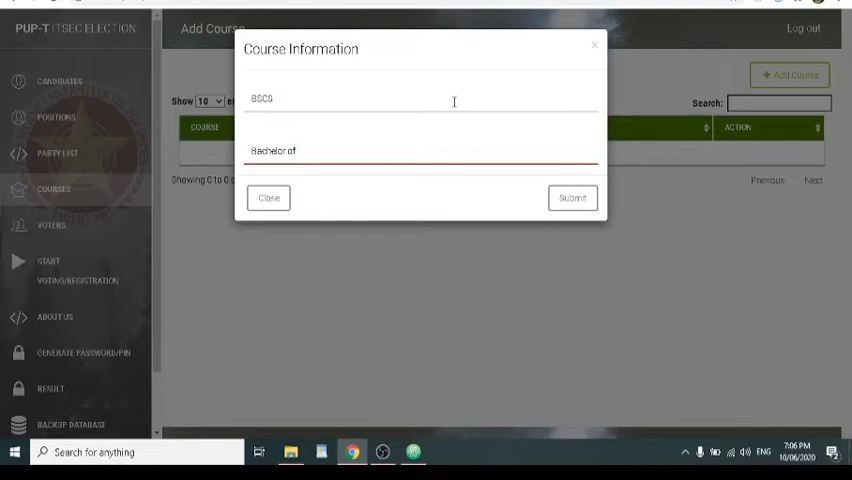 PUP-T ITSEC ELECTION
Add Course
Log out
Course Information
×
BSCS
Bachelor of
Close
Submit
+ Add Course
Show 10
Search:
COURSE
ACTION
Showing 0 to 0
Previous
Next
CANDIDATES
POSITIONS
PARTY LIST
COURSES
VOTERS
START
VOTING/REGISTRATION
ABOUT US
GENERATE PASSWORD/PIN
RESULT
BACKUP DATABASE
Search for anything
ENG
7:06 PM
10/06/2020
2